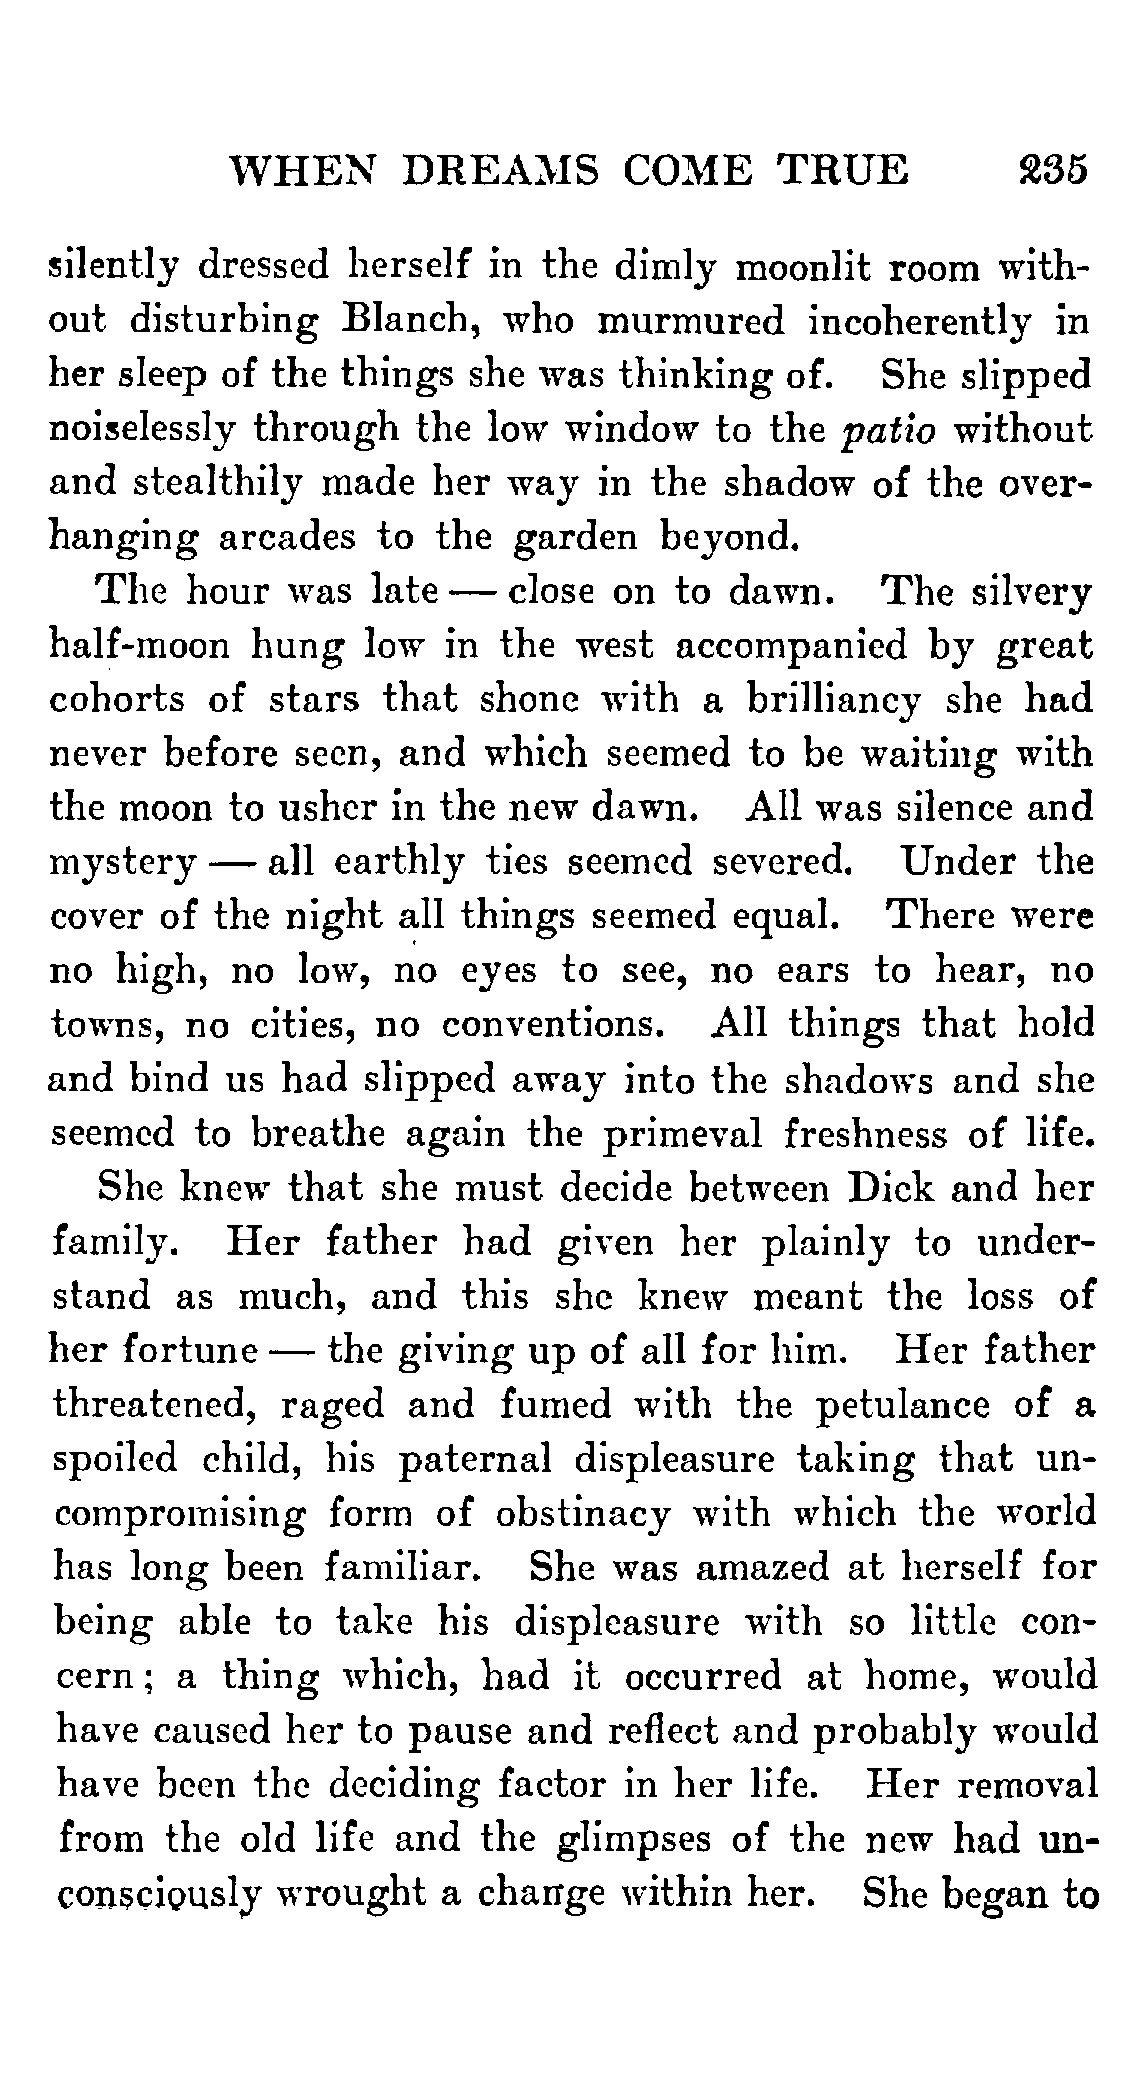 WHEN DREAMS COME TRUE 235
silently dressed herself in the dimly moonlit room with-
out disturbing Blanch, who murmured incoherently in
her sleep of the things she was thinking of. She slipped
noiselessly through the low window to the patio without
and stealthily made her way in the shadow of the over-
hanging arcades to the garden beyond.
The hour was late — close on to dawn. The silvery
half-moon hung low in the west accompanied by great
cohorts of stars that shone with a brilliancy she had
never before seen, and which seemed to be waiting with
the moon to usher in the new dawn. All was silence and
mystery — all earthly ties seemed severed. Under the
cover of the night all things seemed equal. There were
no high, no low, no eyes to see, no ears to hear, no
towns, no cities, no conventions. All things that hold
and bind us had slipped away into the shadows and she
seemed to breathe again the primeval freshness of life.
She knew that she must decide between Dick and her
family. Her father had given her plainly to under-
stand as much, and this she knew meant the loss of
her fortune — the giving up of all for him. Her father
threatened, raged and fumed with the petulance of a
spoiled child, his paternal displeasure taking that un-
compromising form of obstinacy with which the world
has long been familiar. She was amazed at herself for
being able to take his displeasure with so little con-
cern; a thing which, had it occurred at home, would
have caused her to pause and reflect and probably would
have been the deciding factor in her life. Her removal
from the old life and the glimpses of the new had un-
consciously wrought a change within her. She began to